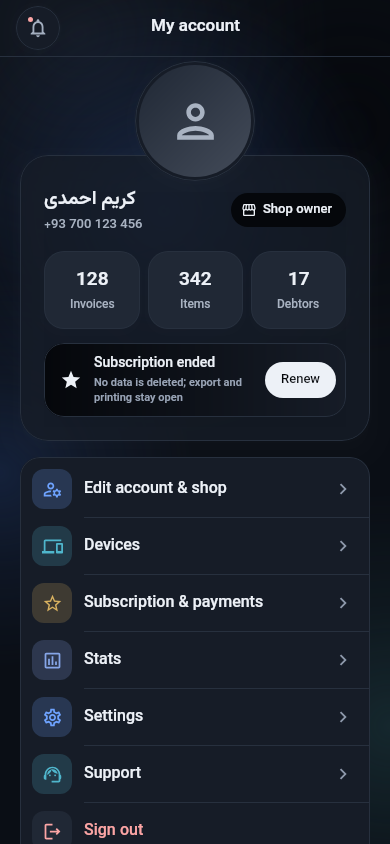 My account
کریم احمدی
+93 700 123 456
Shop owner
128
Invoices
342
Items
17
Debtors
Subscription ended
No data is deleted; export and
printing stay open
Renew
Edit account & shop
Devices
Subscription & payments
Stats
Settings
Support
Sign out